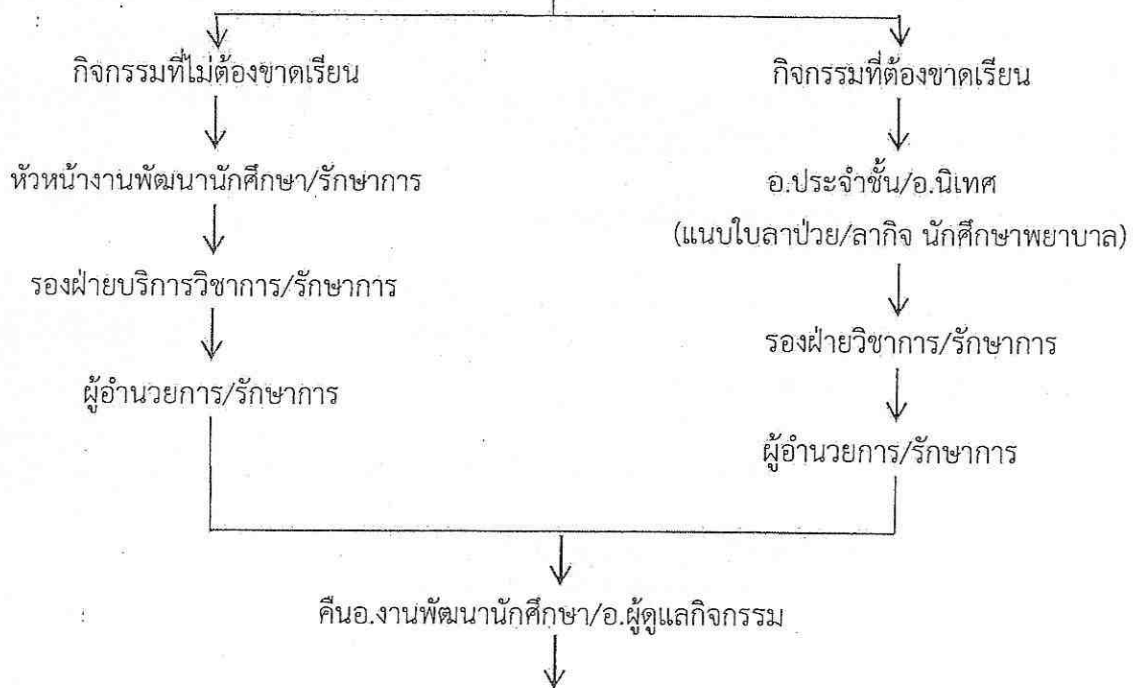 กิจกรรมที่ไม่ต้องขาดเรียน
หัวหน้างานพัฒนานักศึกษา/รักษาการ
รองฝ่ายบริการวิชาการ/รักษาการ
ผู้อำนวยการ/รักษาการ
กิจกรรมที่ต้องขาดเรียน
อ.ประจำชั้น/อ.นิเทศ
(แนบใบลาป่วย/ลากิจ นักศึกษาพยาบาล)
รองฝ่ายวิชาการ/รักษาการ
ผู้อำนวยการ/รักษาการ
คืนอ.งานพัฒนานักศึกษา/อ.ผู้ดูแลกิจกรรม